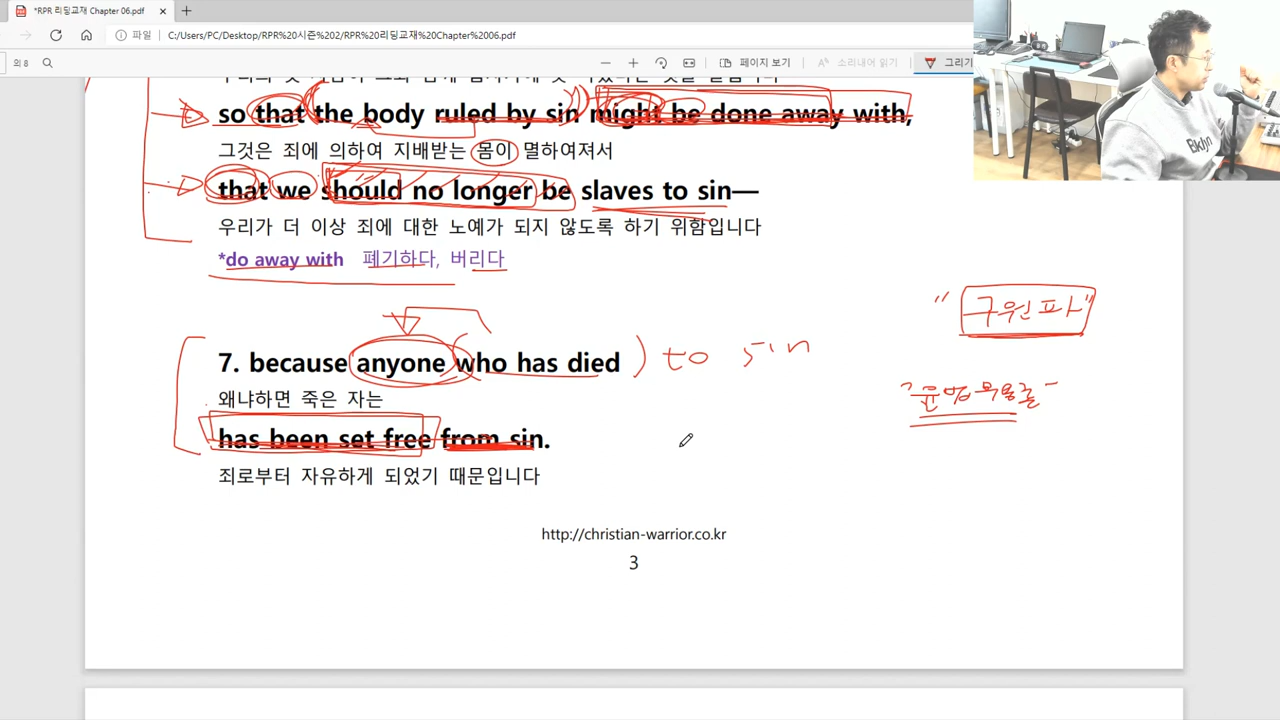 *RPR 리딩교재 Chapter 06.pdf
파일 C:/Users/PC/Desktop/RPR%20시즌%202/RPR%20리딩교재%20Chapter%2006.pdf
외8
페이지 보기
소리내어 읽기
그리기
so that the body ruled by sin might be done away with,
그것은 죄에 의하여 지배받는 몸이 멸하여져서
that we should no longer be slaves to sin—
우리가 더 이상 죄에 대한 노예가 되지 않도록 하기 위함입니다
*do away with 폐기하다, 버리다
"구원파"
7. because anyone who has died) to sin
왜냐하면 죽은 자는
has been set free from sin.
죄로부터 자유하게 되었기 때문입니다
http://christian-warrior.co.kr
3